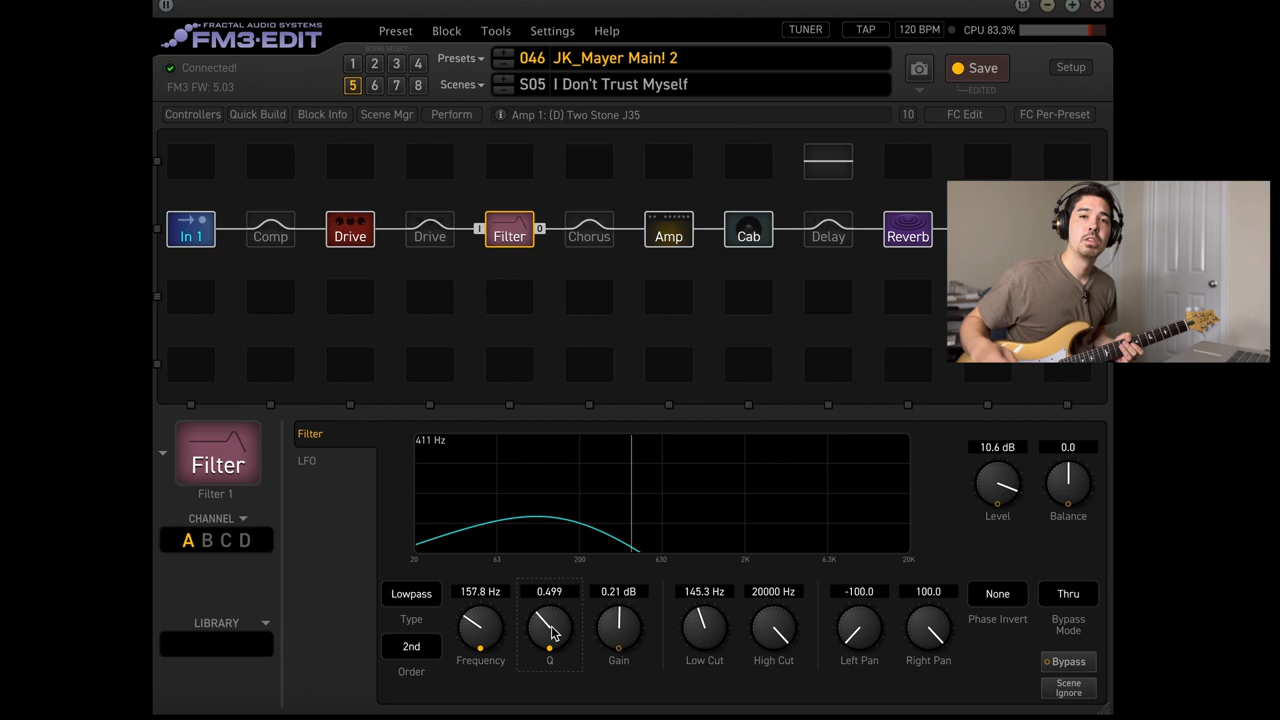 FRACTAL AUDIO SYSTEMS
FM3-EDIT
Connected!
FM3 FW: 5.03
Preset Block Tools Settings Help
TUNER TAP 120 BPM CPU 83.3%
SCENE SELECT
1 2 3 4
5 6 7 8
Presets 046 JK_Mayer Main! 2
Scenes S05 I Don't Trust Myself
Save
EDITED
Setup
Controllers Quick Build Block Info Scene Mgr Perform
Amp 1: (D) Two Stone J35
10 FC Edit FC Per-Preset
In 1 Comp Drive Drive I Filter O Chorus Amp Cab Delay Reverb
Filter
Filter 1
CHANNEL
A B C D
LIBRARY
Filter
LFO
411 Hz
20 63 200 630 2K 6.3K 20K
10.6 dB 0.0
Level Balance
Lowpass
Type
2nd
Order
157.8 Hz 0.499 0.21 dB 145.3 Hz 20000 Hz -100.0 100.0
Frequency Q Gain Low Cut High Cut Left Pan Right Pan
None
Phase Invert
Thru
Bypass
Mode
Bypass
Scene
Ignore